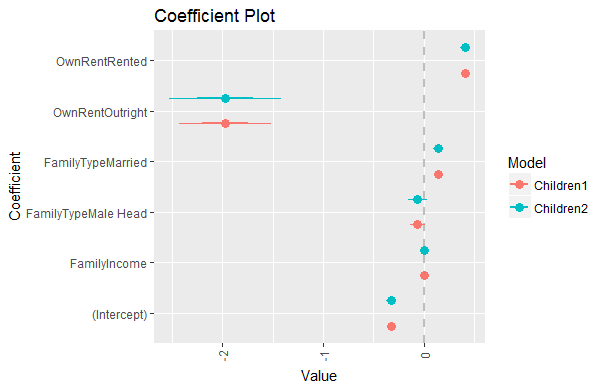 Coefficient Plot
Coefficient
OwnRentRented
OwnRentOutright
FamilyTypeMarried
FamilyTypeMale Head
FamilyIncome
(Intercept)
-2
-1
0
Value
Model
Children1
Children2